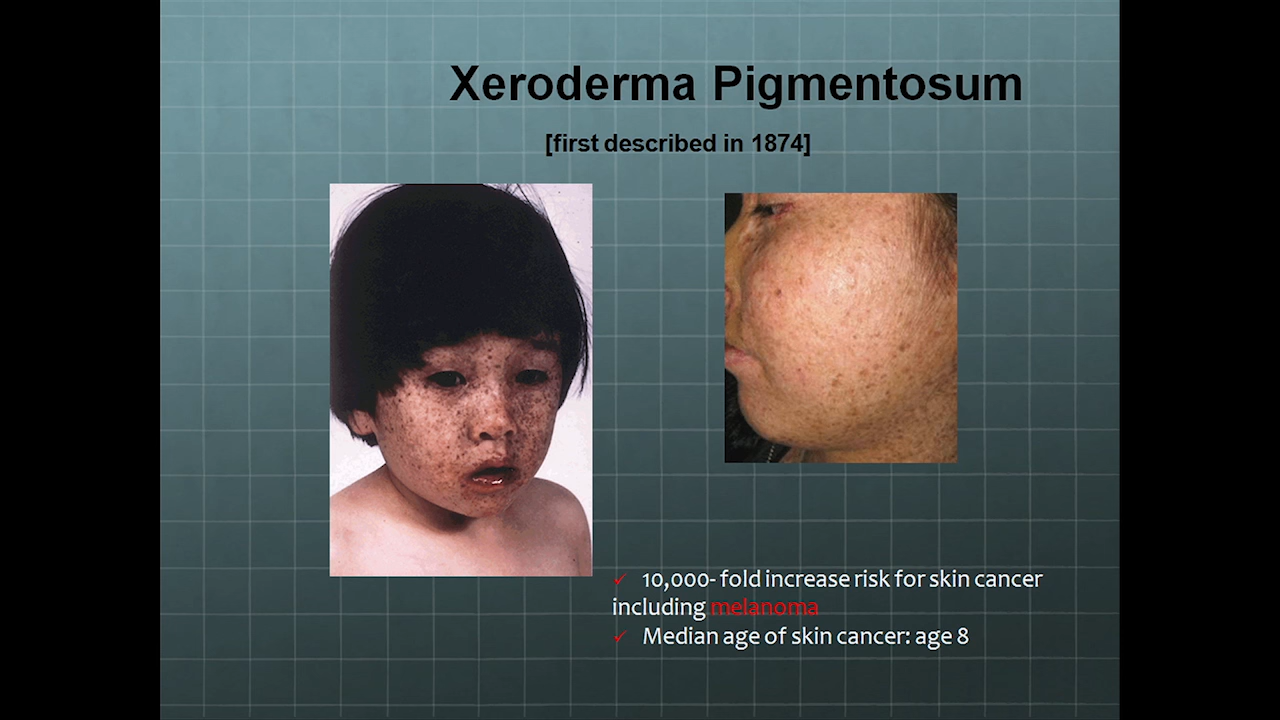 Xeroderma Pigmentosum
[first described in 1874]
✓ 10,000- fold increase risk for skin cancer
including melanoma
✓ Median age of skin cancer: age 8